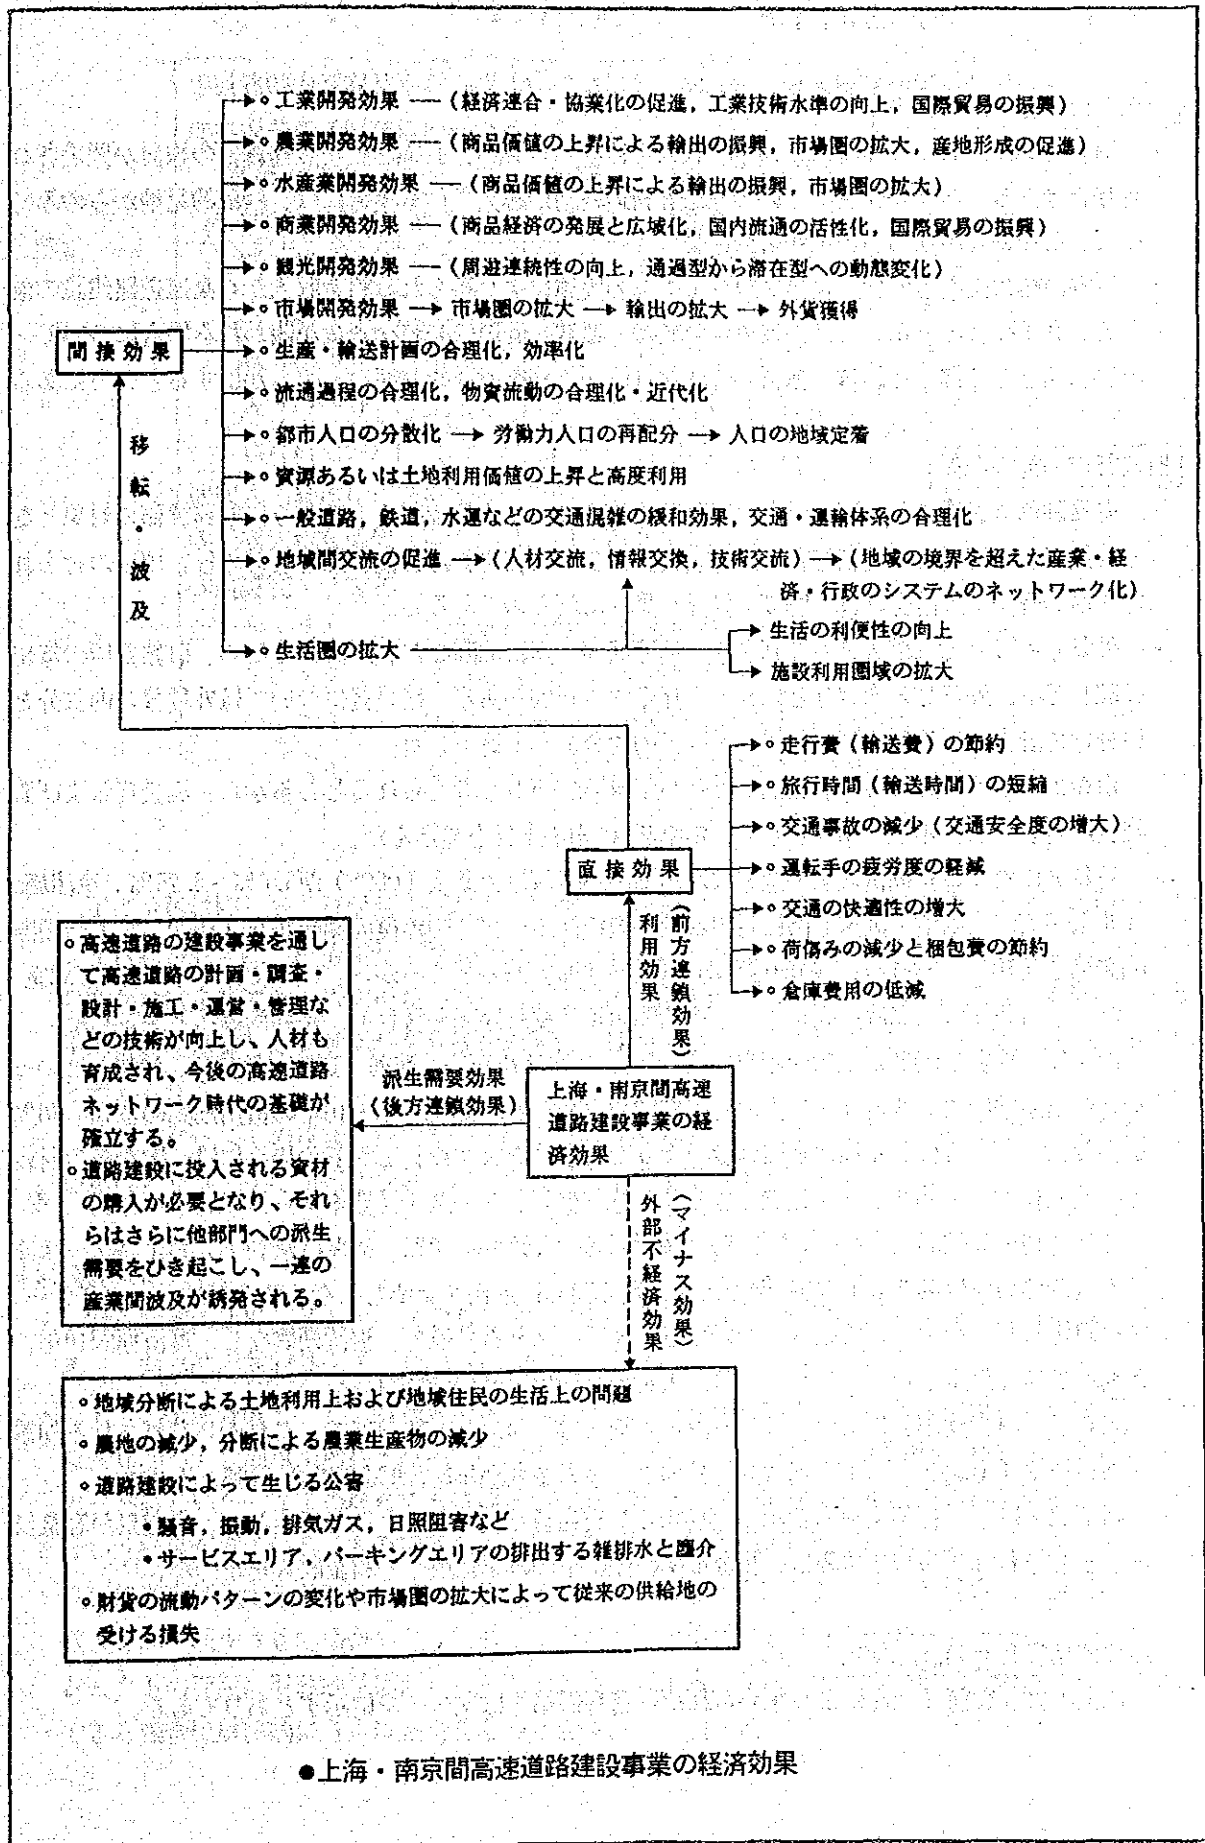 →∘工業開発効果 ―（経済連合・協業化の促進，工業技術水準の向上，国際貿易の振興）
→∘農業開発効果 ―（商品価値の上昇による輸出の振興，市場圏の拡大，産地形成の促進）
→∘水産業開発効果 ―（商品価値の上昇による輸出の振興，市場圏の拡大）
→∘商業開発効果 ―（商品経済の発展と広域化，国内流通の活性化，国際貿易の振興）
→∘観光開発効果 ―（周遊連続性の向上，通過型から滞在型への動態変化）
→∘市場開発効果 → 市場圏の拡大 → 輸出の拡大 → 外貨獲得
間接効果
→∘生産・輸送計画の合理化，効率化
→∘流通過程の合理化，物資流動の合理化・近代化
→∘都市人口の分散化 → 労働力人口の再配分 → 人口の地域定着
→∘資源あるいは土地利用価値の上昇と高度利用
→∘一般道路，鉄道，水運などの交通混雑の緩和効果，交通・運輸体系の合理化
→∘地域間交流の促進 →（人材交流，情報交換，技術交流）→（地域の境界を超えた産業・経
済・行政のシステムのネットワーク化）
→∘生活圏の拡大
→ 生活の利便性の向上
→ 施設利用圏域の拡大
移転・波及
→∘走行費（輸送費）の節約
→∘旅行時間（輸送時間）の短縮
→∘交通事故の減少（交通安全度の増大）
直接効果
→∘運転手の疲労度の軽減
→∘交通の快適性の増大
→∘荷傷みの減少と梱包費の節約
→∘倉庫費用の低減
利用効果
（前方連鎖効果）
∘高速道路の建設事業を通し
て高速道路の計画・調査・
設計・施工・運営・管理な
どの技術が向上し、人材も
育成され、今後の高速道路
ネットワーク時代の基礎が
確立する。
∘道路建設に投入される資材
の購入が必要となり、それ
らはさらに他部門への派生
需要をひき起こし、一連の
産業間波及が誘発される。
派生需要効果
（後方連鎖効果）
上海・南京間高速
道路建設事業の経
済効果
外部不経済効果
（マイナス効果）
∘地域分断による土地利用上および地域住民の生活上の問題
∘農地の減少，分断による農業生産物の減少
∘道路建設によって生じる公害
•騒音，振動，排気ガス，日照阻害など
•サービスエリア，パーキングエリアの排出する雑排水と塵介
∘財貨の流動パターンの変化や市場圏の拡大によって従来の供給地の
受ける損失
●上海・南京間高速道路建設事業の経済効果